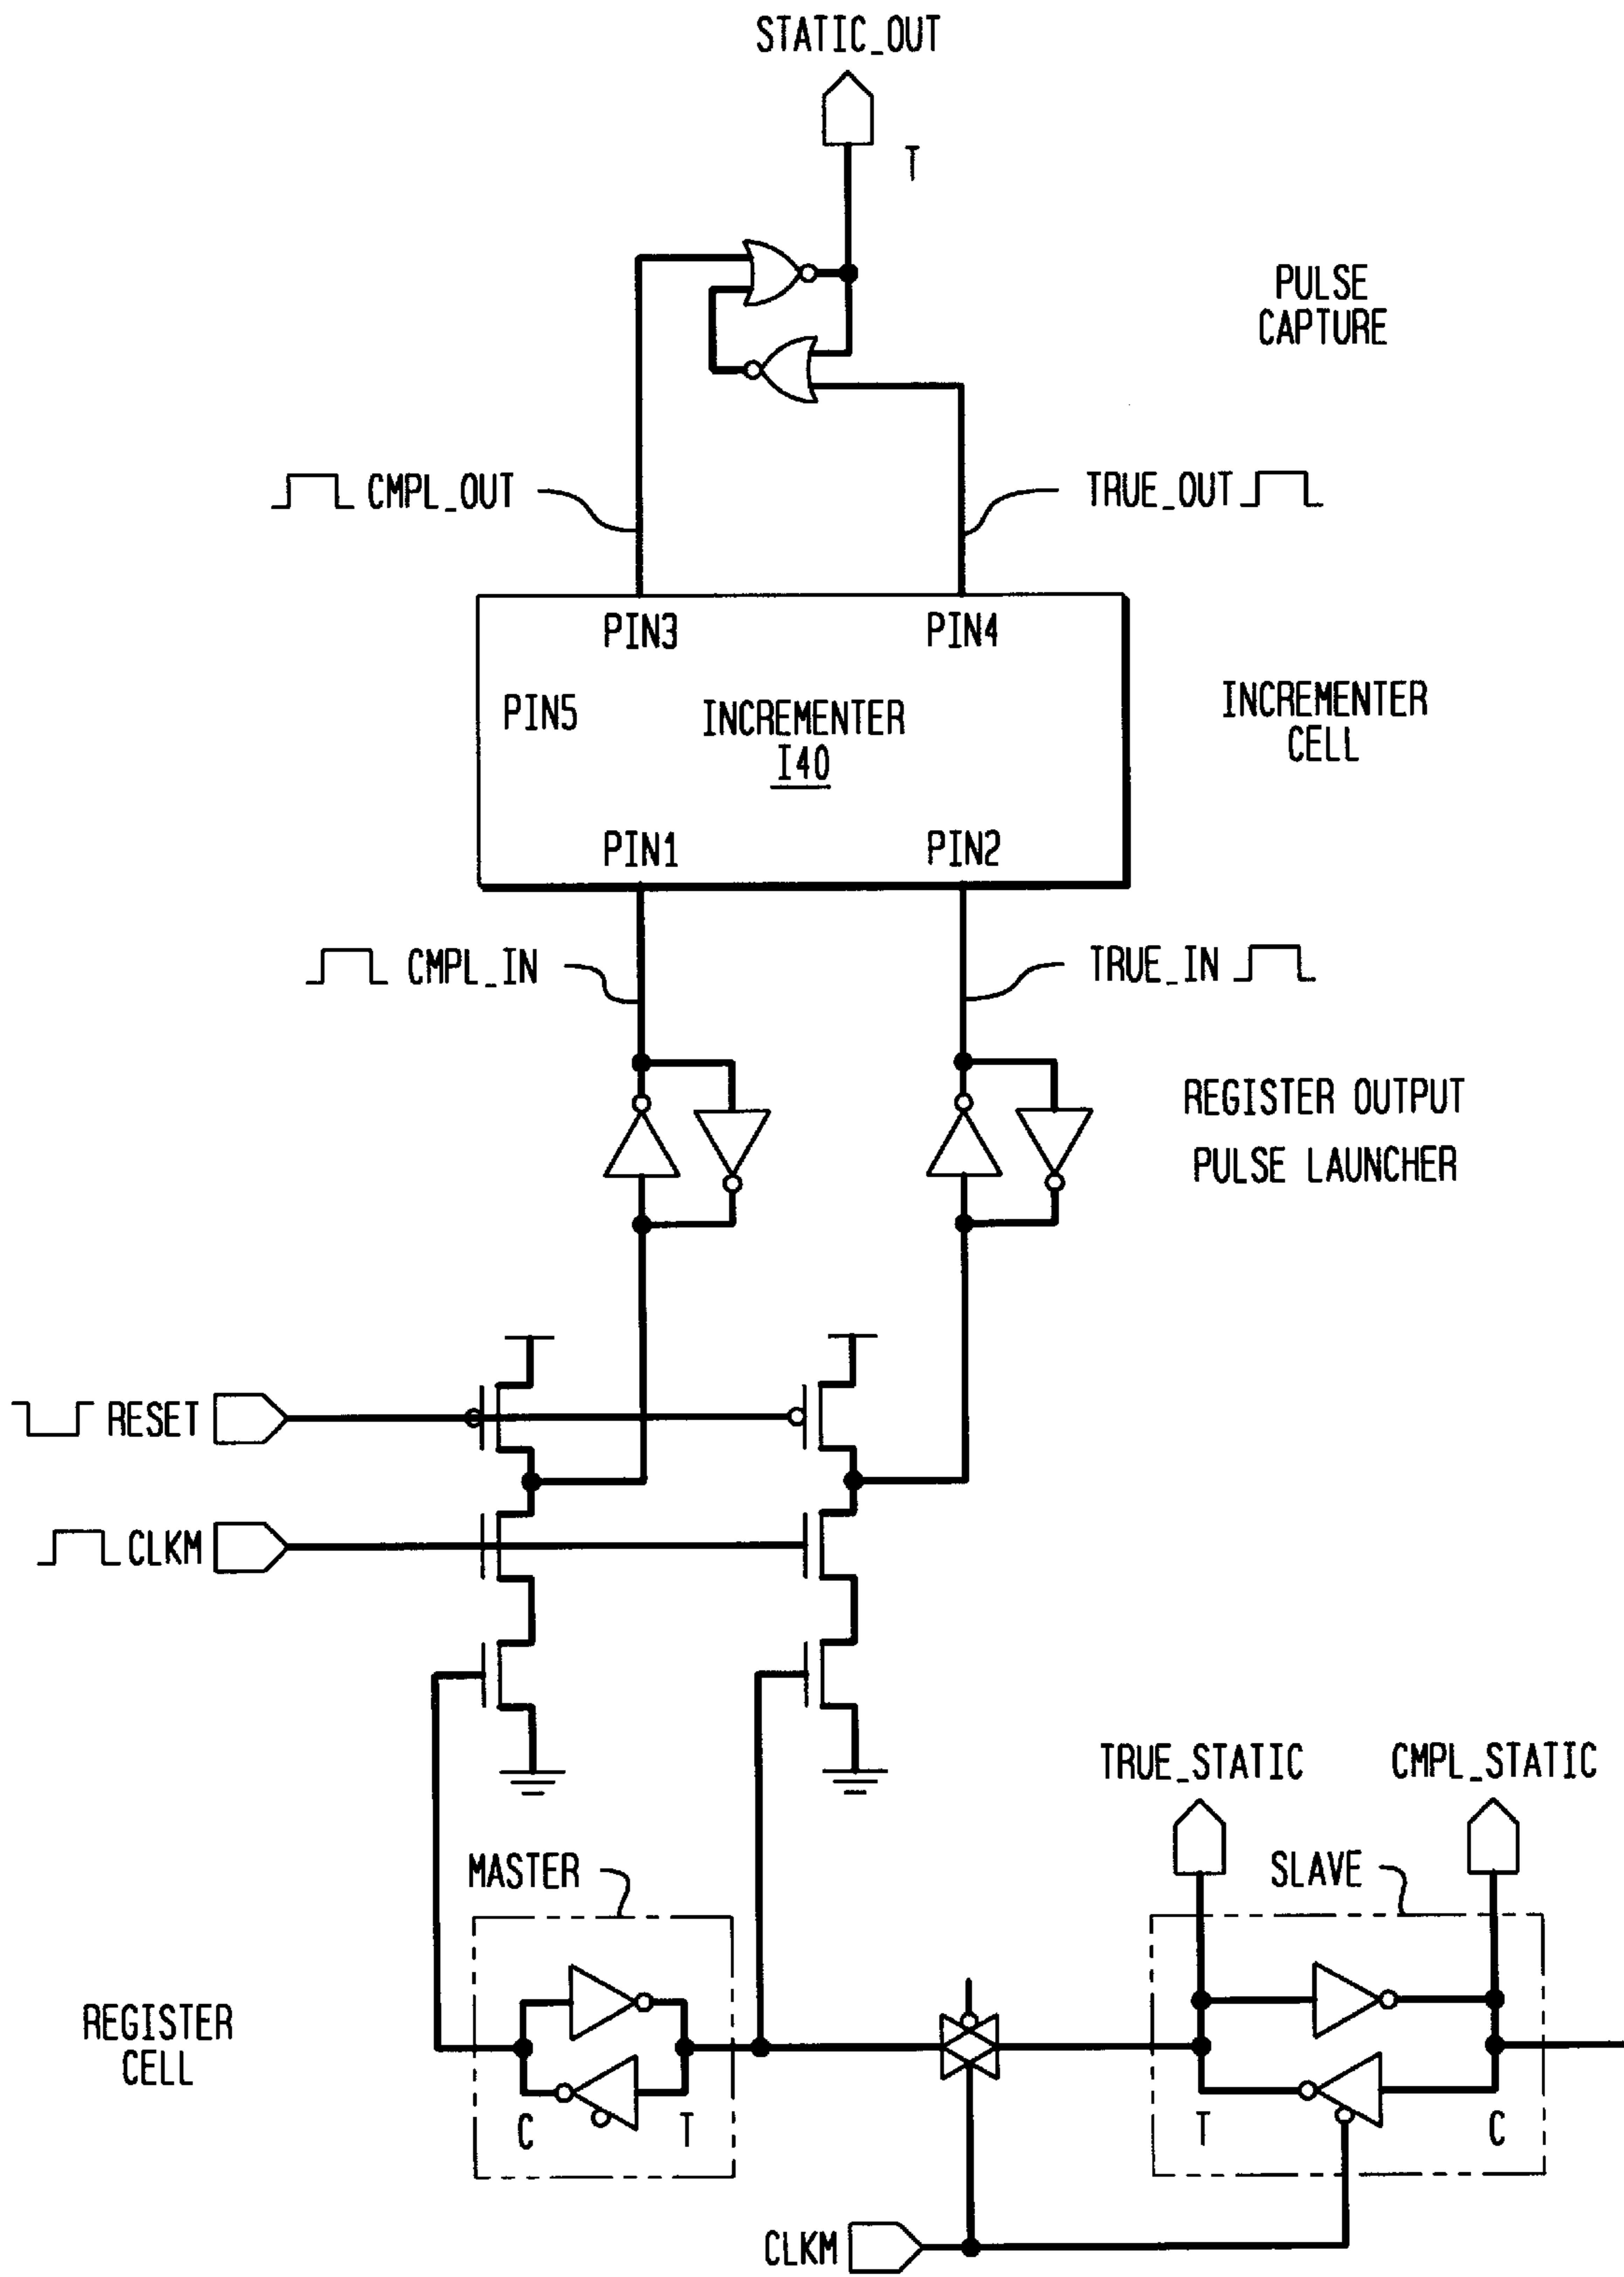 STATIC_OUT
T
PULSE
CAPTURE
CMPL_OUT
TRUE_OUT
PIN3
PIN4
PIN5
INCREMENTER
I40
INCREMENTER
CELL
PIN1
PIN2
CMPL_IN
TRUE_IN
REGISTER OUTPUT
PULSE LAUNCHER
RESET
CLKM
TRUE_STATIC
CMPL_STATIC
MASTER
SLAVE
REGISTER
CELL
C
T
T
C
CLKM